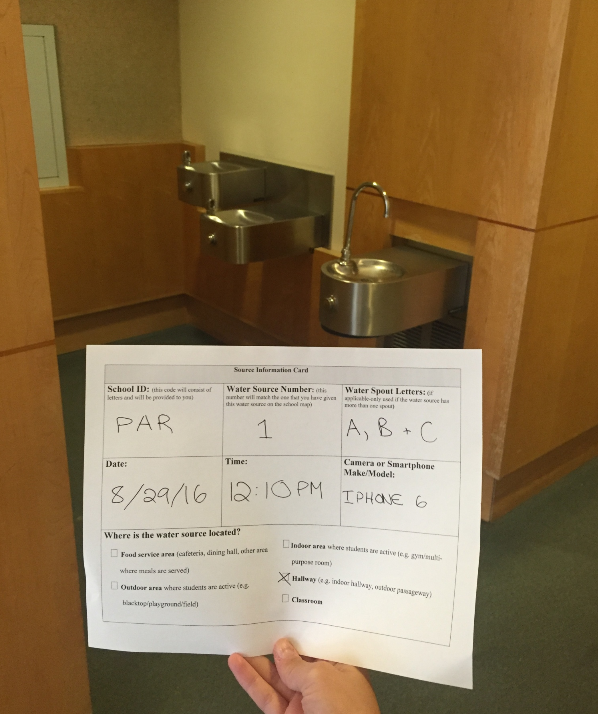 Source Information Card
School ID: (this code will consist of
letters and will be provided to you)
PAR
Water Source Number: (this
number will match the one that you have given
this water source on the school map)
1
Water Spout Letters: (if
applicable-only used if the water source has
more than one spout)
A, B + C
Date:
8/29/16
Time:
12:10 PM
Camera or Smartphone
Make/Model:
IPHONE 6
Where is the water source located?
Food service area (cafeteria, dining hall, other area
where meals are served)
Outdoor area where students are active (e.g.
blacktop/playground/field)
Indoor area where students are active (e.g. gym/multi-
purpose room)
Hallway (e.g. indoor hallway, outdoor passageway)
Classroom